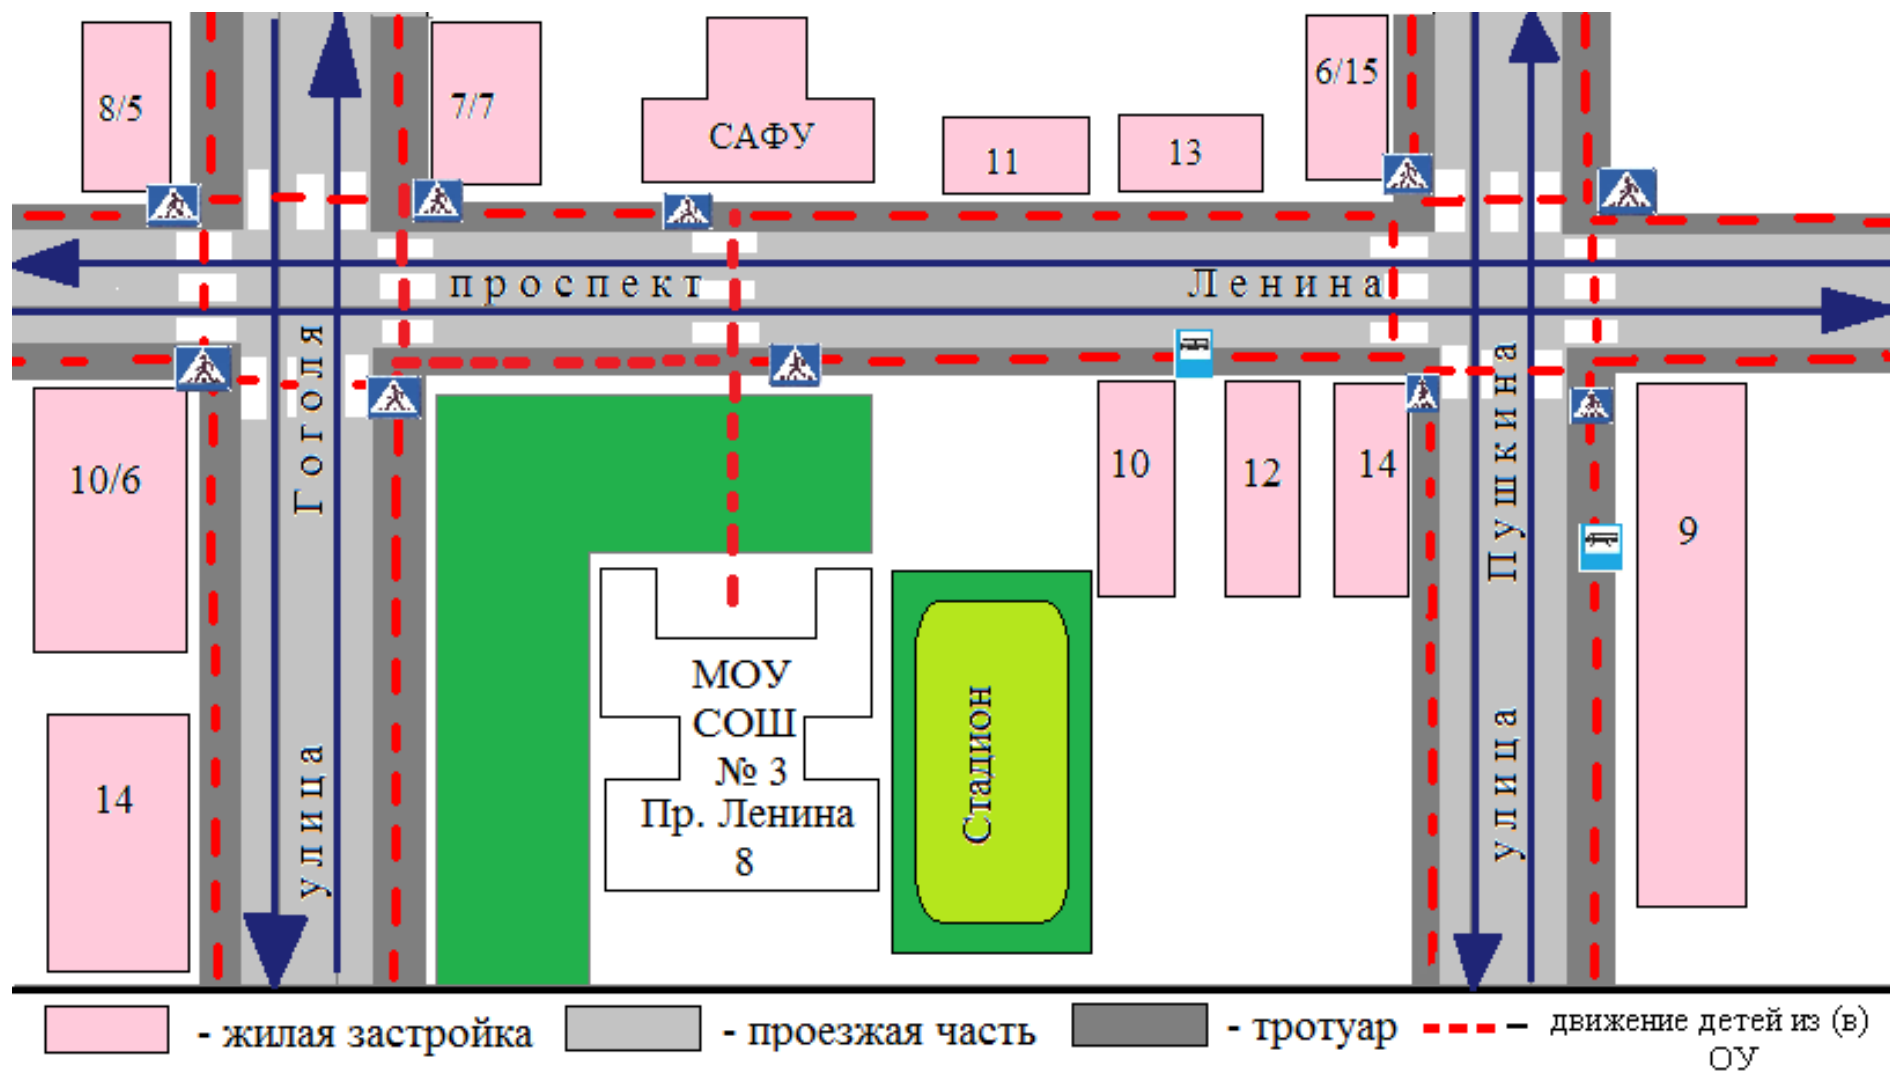 8/5
7/7
САФУ
11
13
6/15
проспект Ленина
10/6
улица Гоголя
14
МОУ
СОШ
№ 3
Пр. Ленина
8
Стадион
10
12
14
улица Пушкина
9
- жилая застройка
- проезжая часть
- тротуар
движение детей из (в)
ОУ